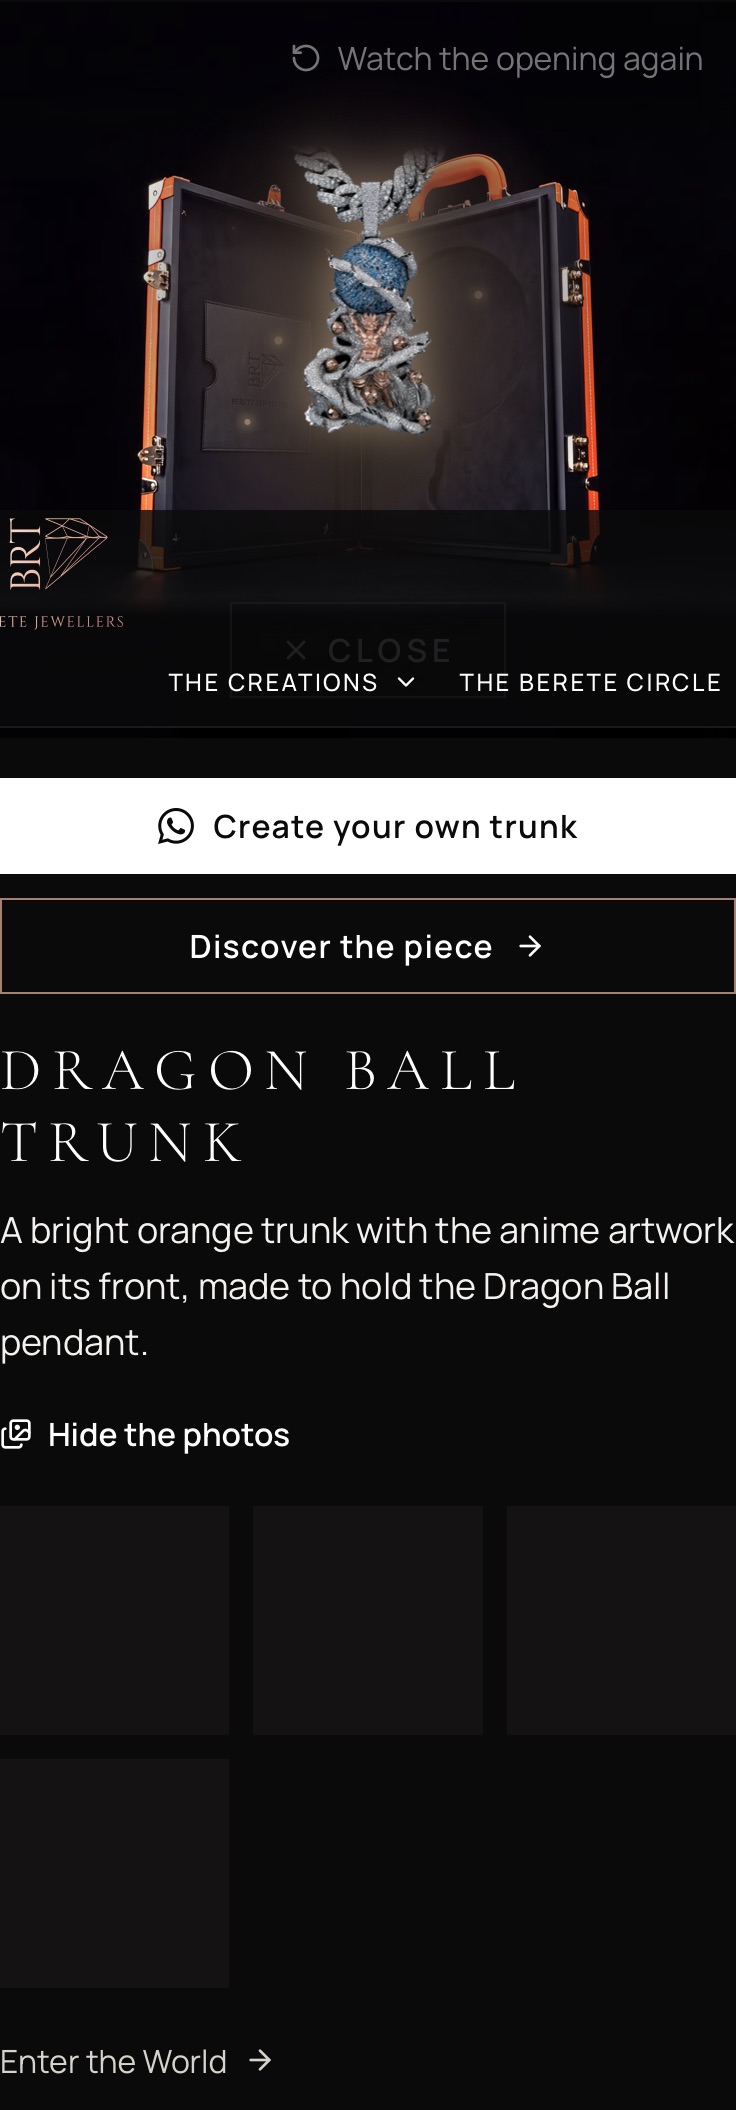 Watch the opening again
BRT
BRT
ETE JEWELLERS
CLOSE
THE CREATIONS
THE BERETE CIRCLE
Create your own trunk
Discover the piece
DRAGON BALL
TRUNK
A bright orange trunk with the anime artwork
on its front, made to hold the Dragon Ball
pendant.
Hide the photos
Enter the World